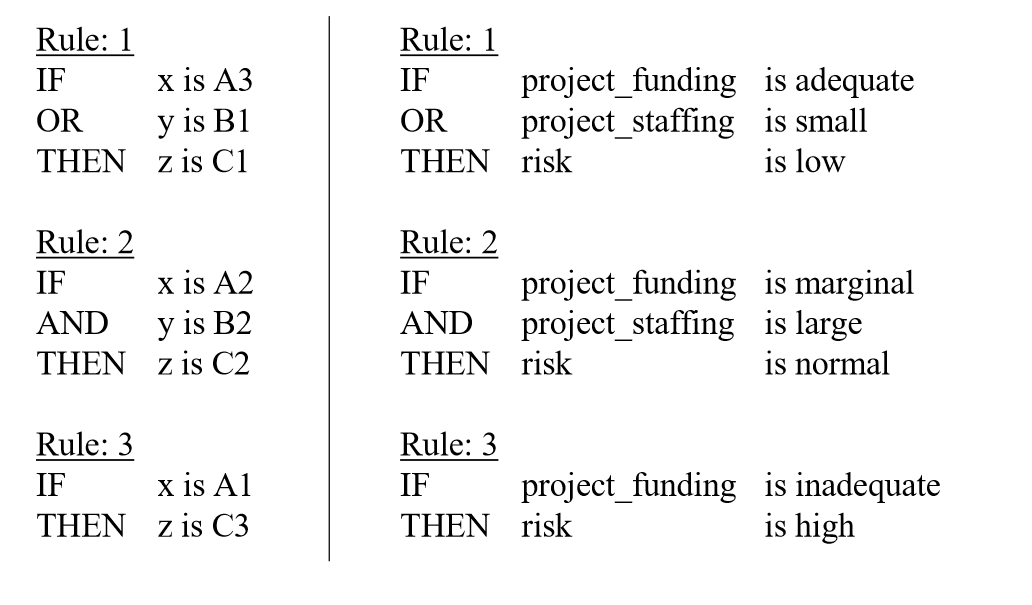 Rule: 1
IF x is A3
OR y is B1
THEN z is C1
Rule: 2
IF x is A2
AND y is B2
THEN z is C2
Rule: 3
IF x is A1
THEN z is C3
Rule: 1
IF project_funding is adequate
OR project_staffing is small
THEN risk is low
Rule: 2
IF project_funding is marginal
AND project_staffing is large
THEN risk is normal
Rule: 3
IF project_funding is inadequate
THEN risk is high